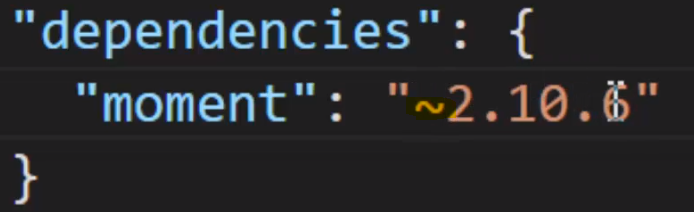 "dependencies": {
"moment": "~2.10.6"
}